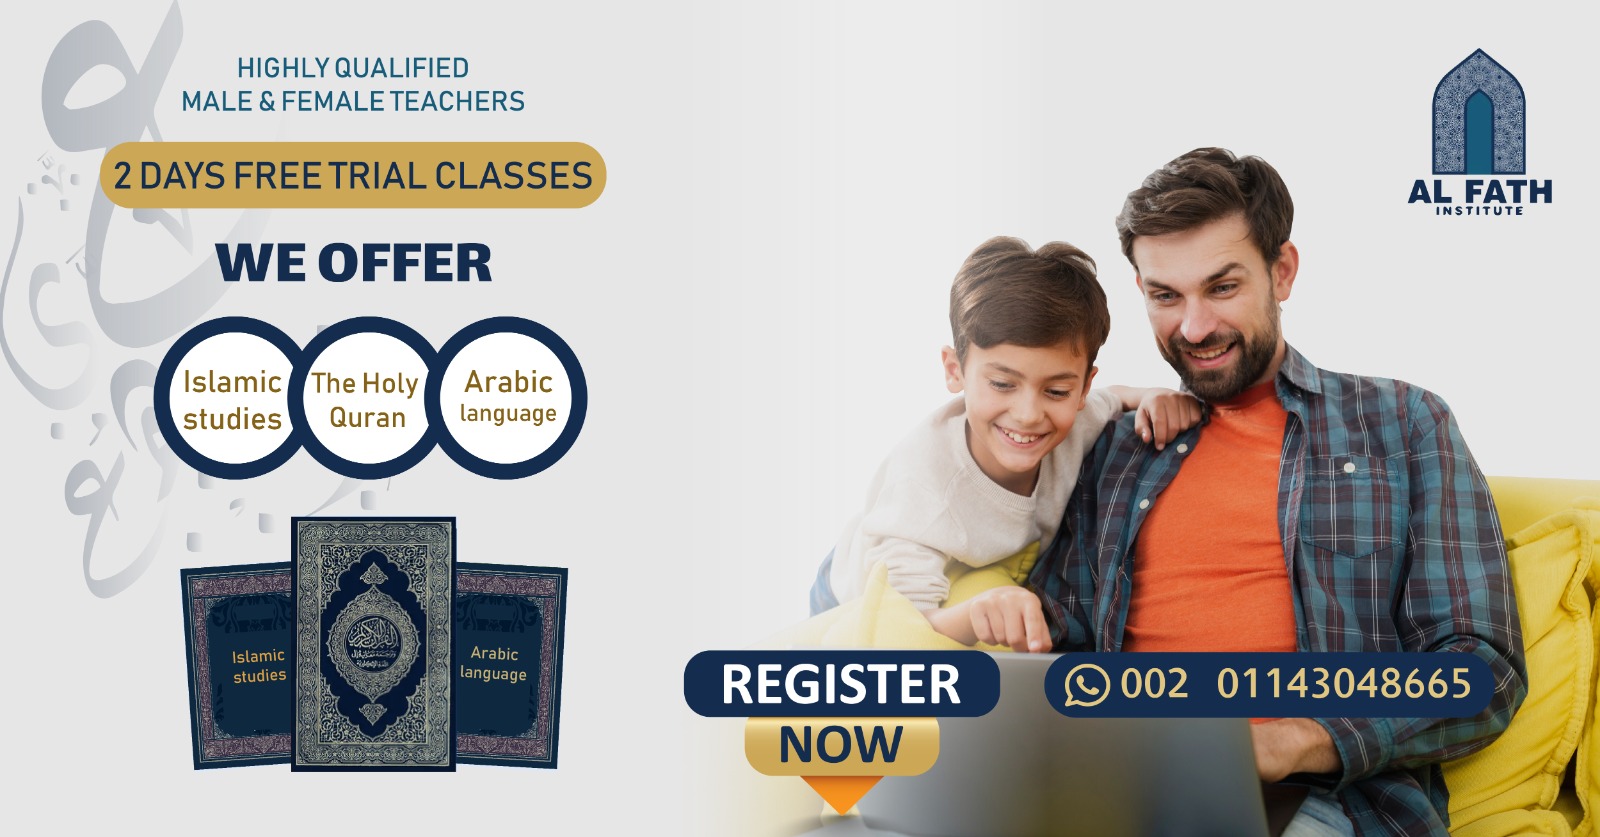 HIGHLY QUALIFIED
MALE & FEMALE TEACHERS
2 DAYS FREE TRIAL CLASSES
WE OFFER
Islamic
studies
The Holy
Quran
Arabic
language
Islamic
studies
Arabic
language
AL FATH
INSTITUTE
REGISTER
NOW
002 01143048665